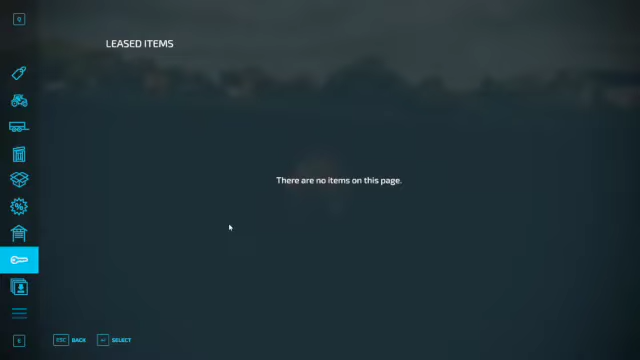 Q
LEASED ITEMS
There are no items on this page.
E
ESC BACK
SELECT